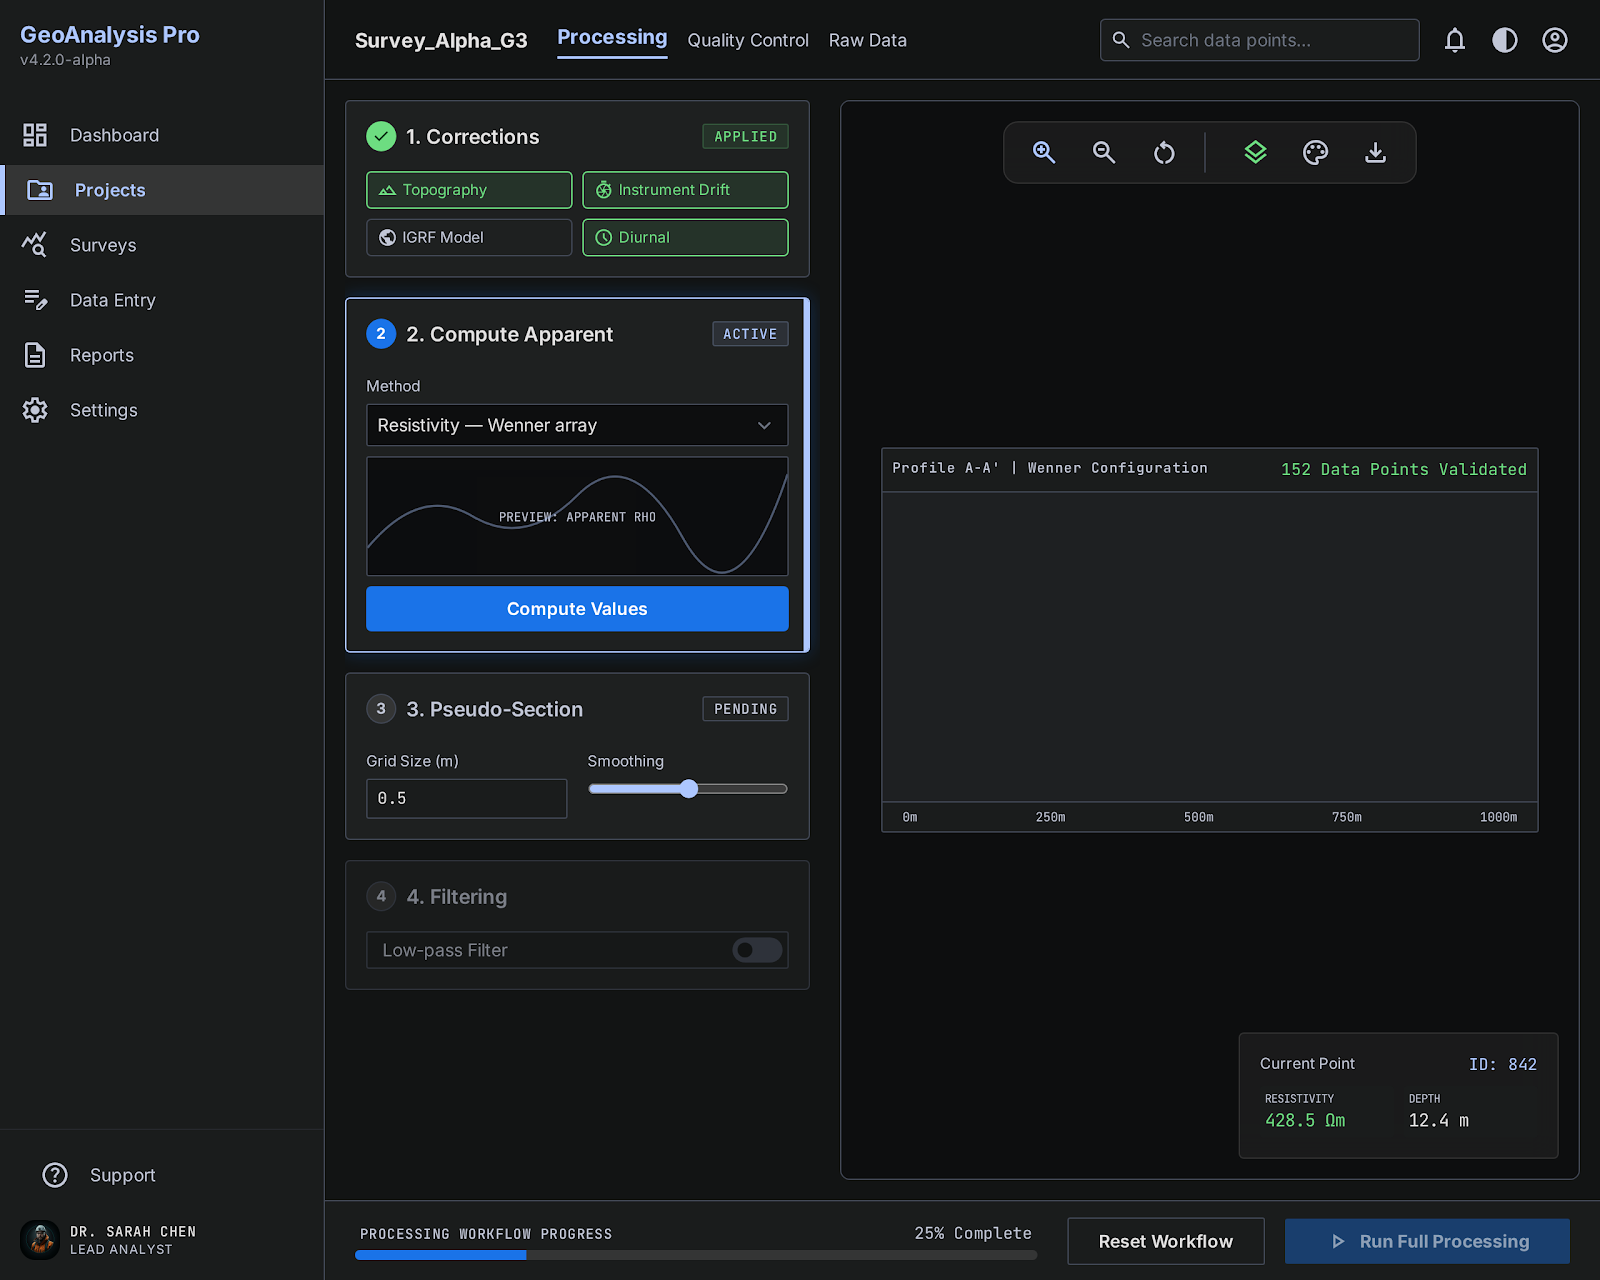 GeoAnalysis Pro
v4.2.0-alpha
Dashboard
Projects
Surveys
Data Entry
Reports
Settings
Support
DR. SARAH CHEN
LEAD ANALYST
Survey_Alpha_G3
Processing
Quality Control
Raw Data
Search data points...
1. Corrections
APPLIED
Topography
Instrument Drift
IGRF Model
Diurnal
2
2. Compute Apparent
ACTIVE
Method
Resistivity — Wenner array
PREVIEW: APPARENT RHO
Compute Values
3
3. Pseudo-Section
PENDING
Grid Size (m)
Smoothing
0.5
4
4. Filtering
Low-pass Filter
Profile A-A' | Wenner Configuration
152 Data Points Validated
0m
250m
500m
750m
1000m
Current Point
ID: 842
RESISTIVITY
DEPTH
428.5 Ωm
12.4 m
PROCESSING WORKFLOW PROGRESS
25% Complete
Reset Workflow
Run Full Processing